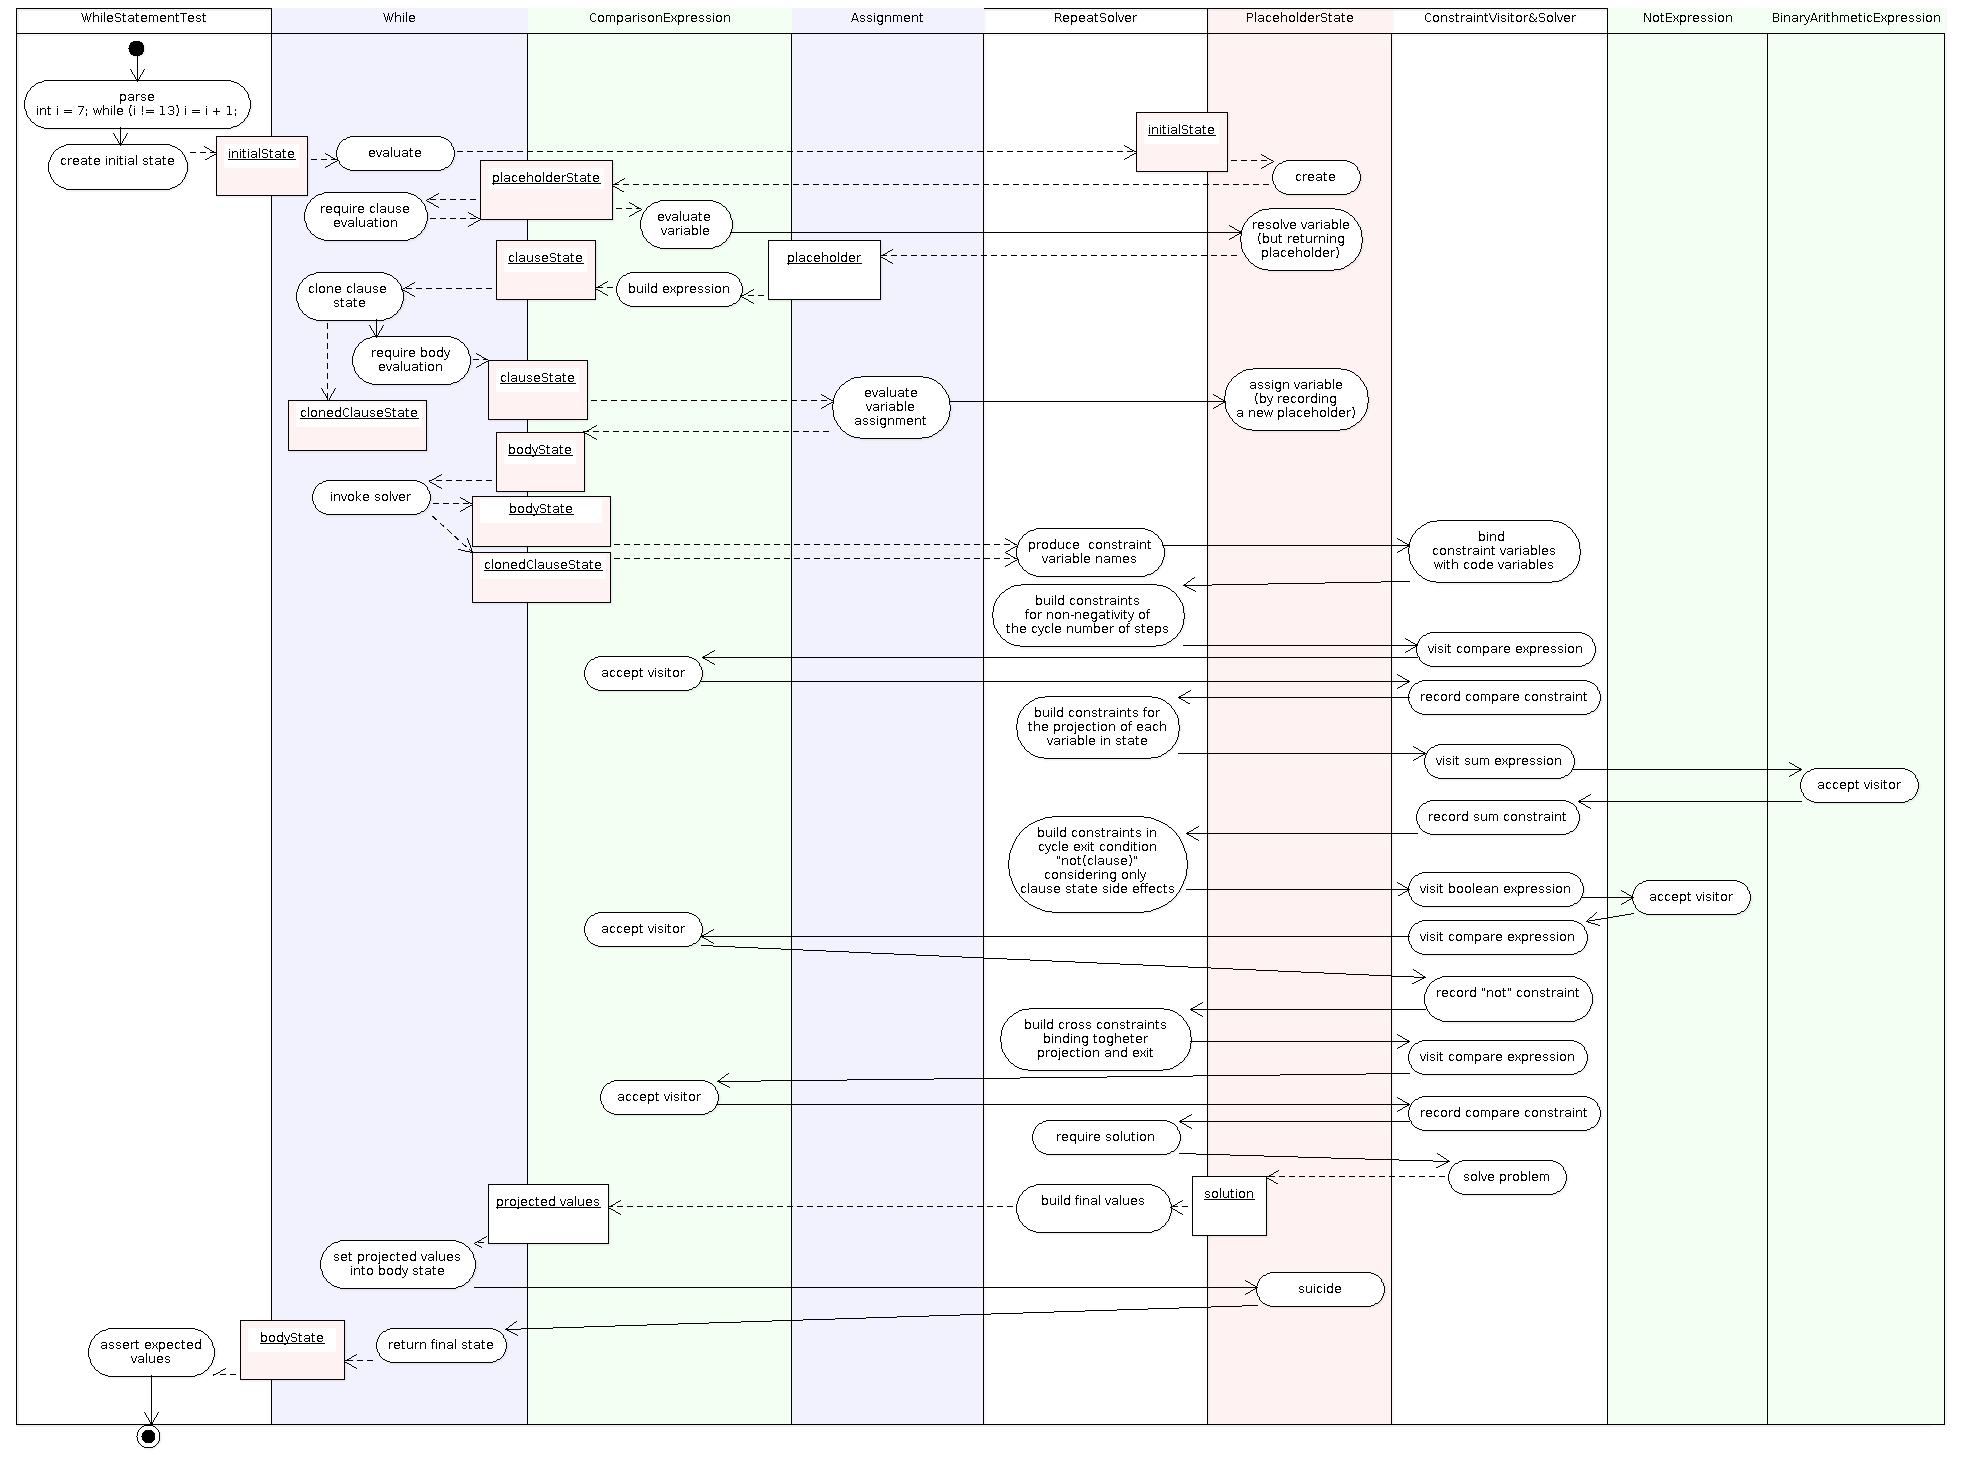 WhileStatementTest
While
ComparisonExpression
Assignment
RepeatSolver
PlaceholderState
ConstraintVisitor&Solver
NotExpression
BinaryArithmeticExpression
parse
int i = 7; while (i != 13) i = i + 1;
create initial state
initialState
evaluate
initialState
create
placeholderState
require clause
evaluation
evaluate
variable
resolve variable
(but returning
placeholder)
clauseState
placeholder
build expression
clone clause
state
require body
evaluation
clauseState
clonedClauseState
evaluate
variable
assignment
assign variable
(by recording
a new placeholder)
bodyState
invoke solver
bodyState
clonedClauseState
produce  constraint
variable names
bind
constraint variables
with code variables
build constraints
for non-negativity of
the cycle number of steps
visit compare expression
accept visitor
record compare constraint
build constraints for
the projection of each
variable in state
visit sum expression
accept visitor
record sum constraint
build constraints in
cycle exit condition
"not(clause)"
considering only
clause state side effects
visit boolean expression
accept visitor
accept visitor
visit compare expression
record "not" constraint
build cross constraints
binding togheter
projection and exit
visit compare expression
accept visitor
record compare constraint
require solution
solve problem
solution
build final values
projected values
set projected values
into body state
suicide
return final state
bodyState
assert expected
values